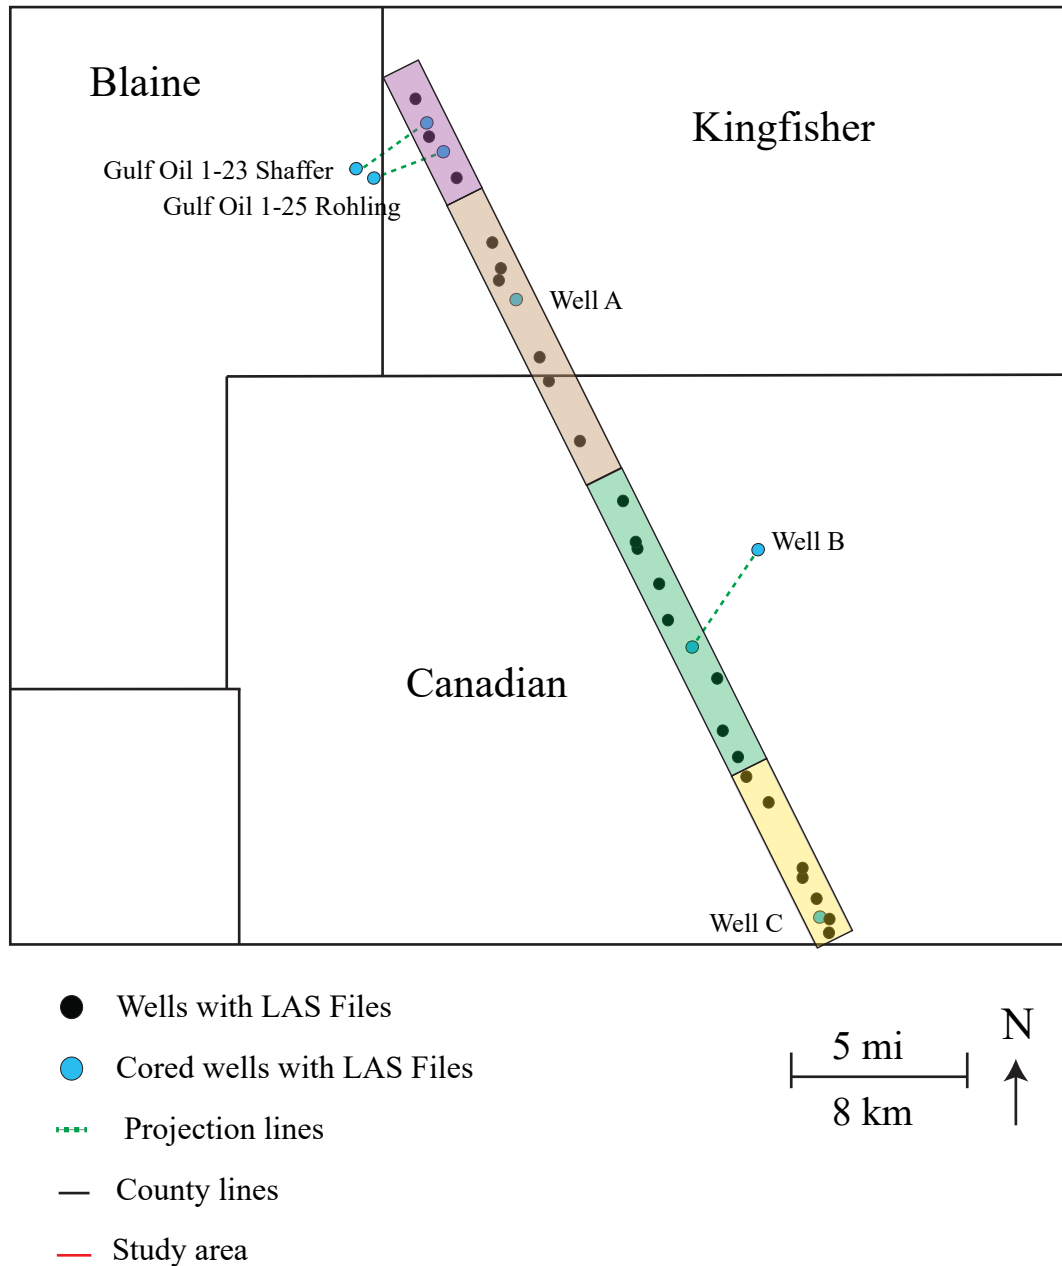 Blaine
Kingfisher
Gulf Oil 1-23 Shaffer
Gulf Oil 1-25 Rohling
Well A
Well B
Canadian
Well C
Wells with LAS Files
Cored wells with LAS Files
Projection lines
County lines
Study area
5 mi
8 km
N